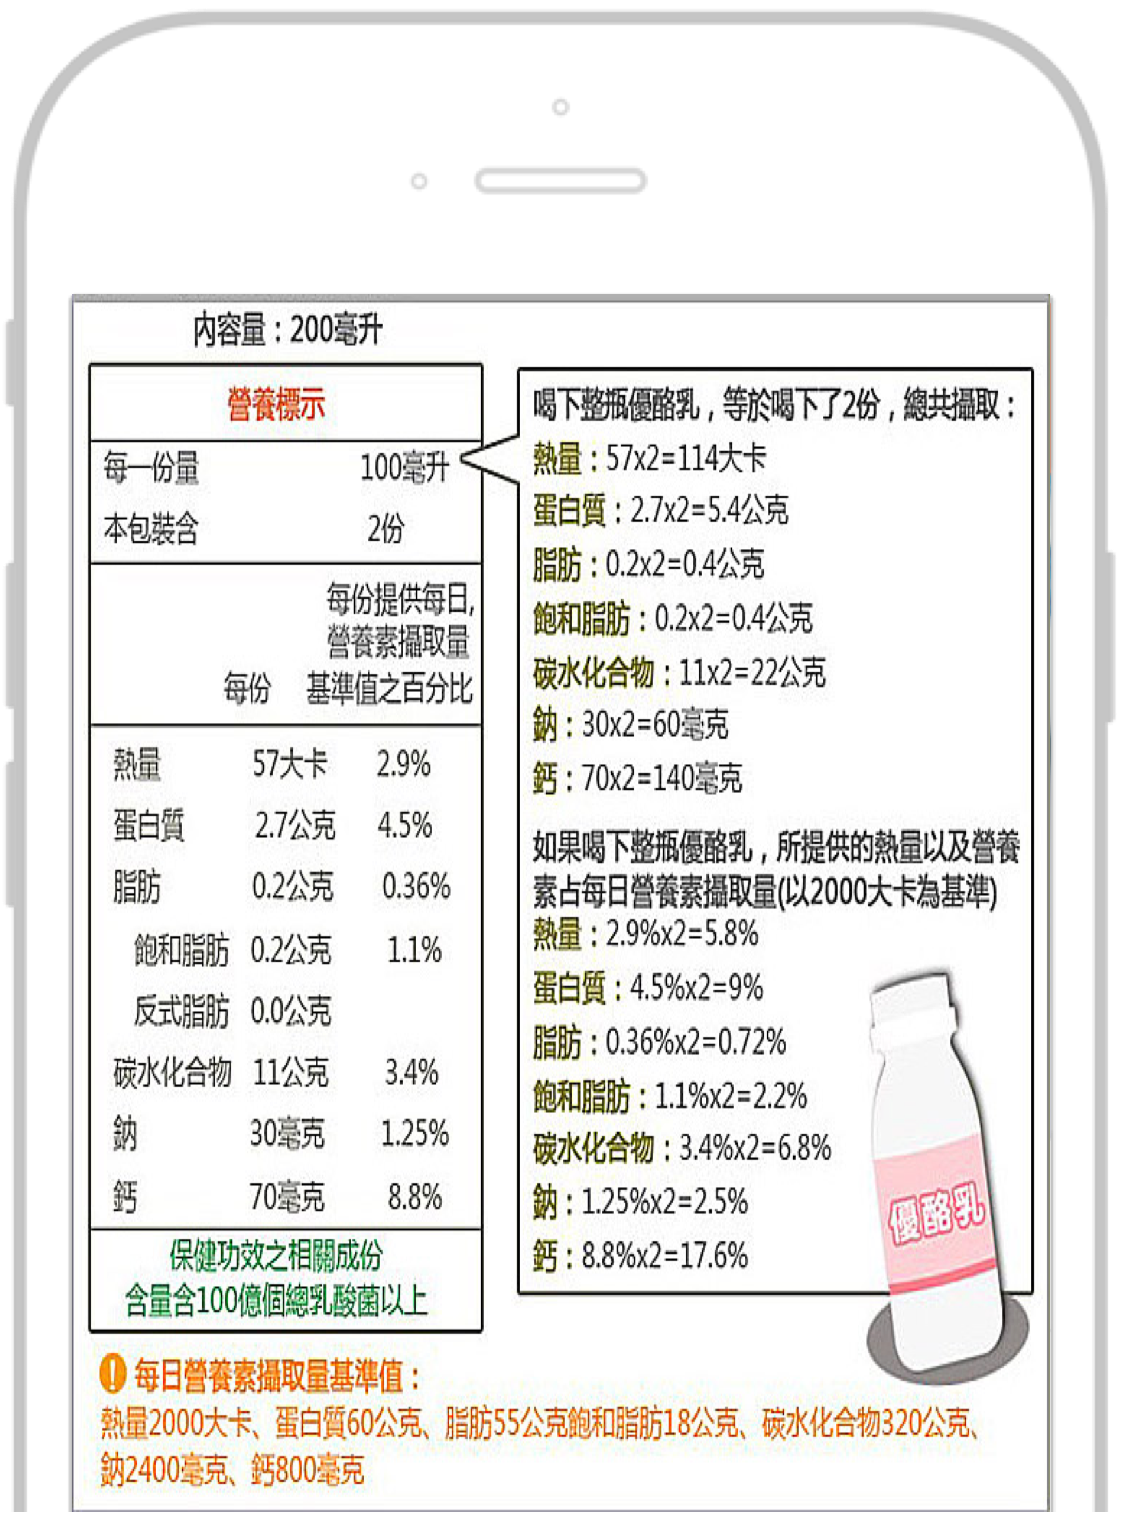 內容量：200毫升
營養標示
每一份量 100毫升
本包裝含 2份
每份提供每日,
營養素攝取量
每份 基準值之百分比
熱量 57大卡 2.9%
蛋白質 2.7公克 4.5%
脂肪 0.2公克 0.36%
飽和脂肪 0.2公克 1.1%
反式脂肪 0.0公克
碳水化合物 11公克 3.4%
鈉 30毫克 1.25%
鈣 70毫克 8.8%
保健功效之相關成份
含量含100億個總乳酸菌以上
喝下整瓶優酪乳，等於喝下了2份，總共攝取：
熱量：57x2=114大卡
蛋白質：2.7x2=5.4公克
脂肪：0.2x2=0.4公克
飽和脂肪：0.2x2=0.4公克
碳水化合物：11x2=22公克
鈉：30x2=60毫克
鈣：70x2=140毫克
如果喝下整瓶優酪乳，所提供的熱量以及營養
素占每日營養素攝取量(以2000大卡為基準)
熱量：2.9%x2=5.8%
蛋白質：4.5%x2=9%
脂肪：0.36%x2=0.72%
飽和脂肪：1.1%x2=2.2%
碳水化合物：3.4%x2=6.8%
鈉：1.25%x2=2.5%
鈣：8.8%x2=17.6%
優酪乳
! 每日營養素攝取量基準值：
熱量2000大卡、蛋白質60公克、脂肪55公克飽和脂肪18公克、碳水化合物320公克、
鈉2400毫克、鈣800毫克